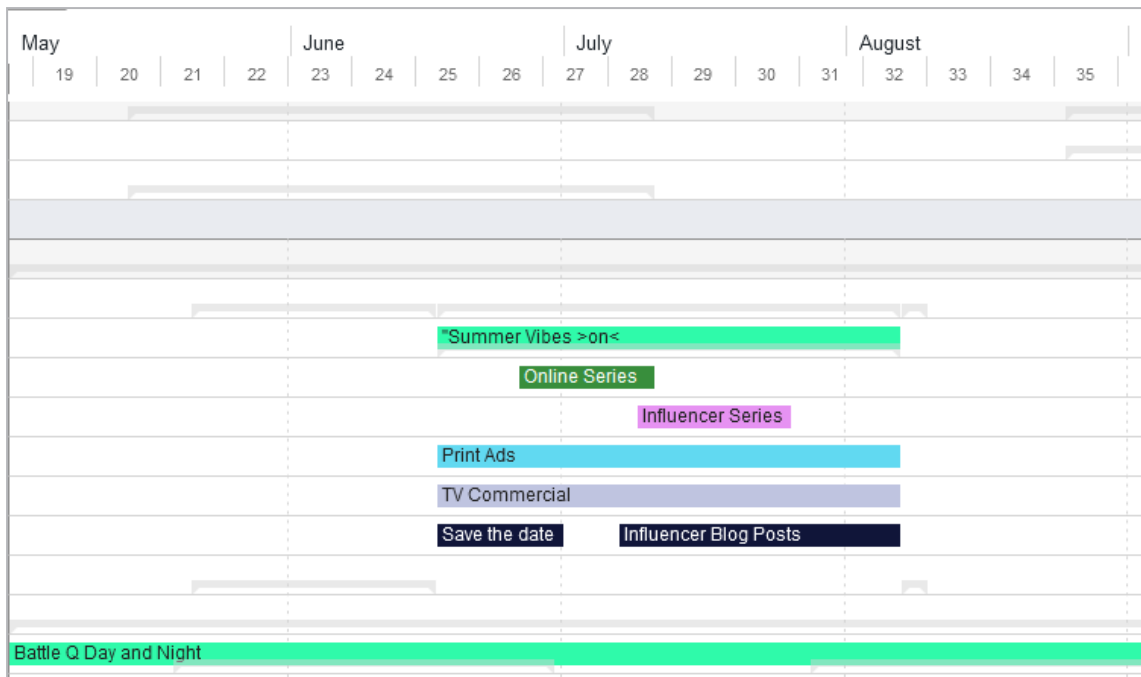 May June July August
19 20 21 22 23 24 25 26 27 28 29 30 31 32 33 34 35
"Summer Vibes >on<
Online Series
Influencer Series
Print Ads
TV Commercial
Save the date Influencer Blog Posts
Battle Q Day and Night